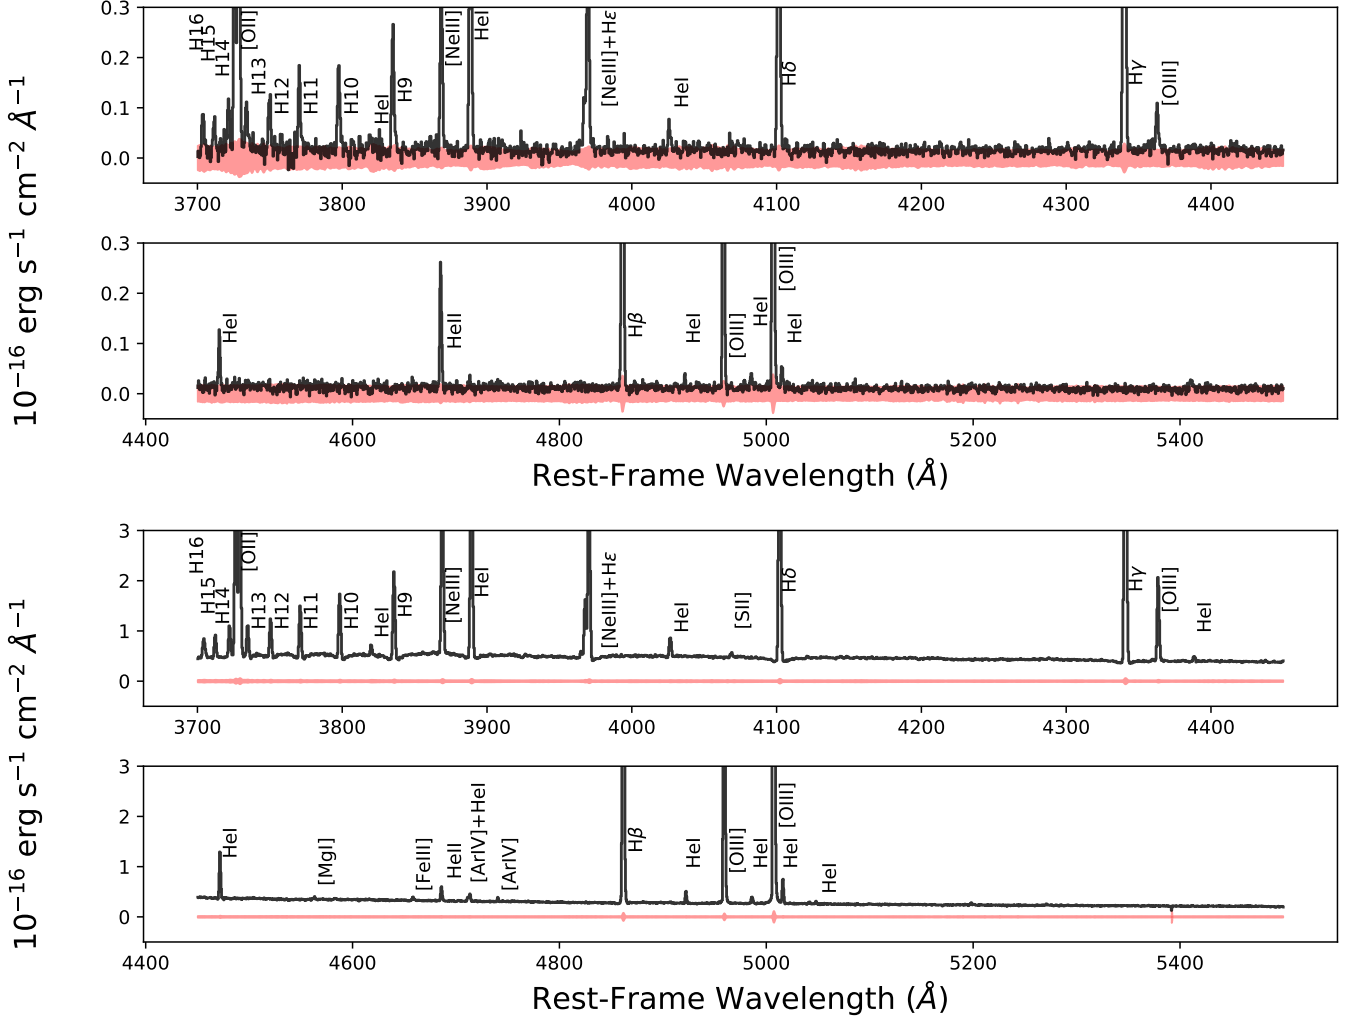 10⁻¹⁶ erg s⁻¹ cm⁻² Å⁻¹
0.3
0.2
0.1
0.0
H16
H15
H14
[OII]
H13
H12
H11
H10
HeI
H9
[NeIII]
HeI
[NeIII]+Hε
HeI
Hδ
Hγ
[OIII]
3700 3800 3900 4000 4100 4200 4300 4400
0.3
0.2
0.1
0.0
HeI
HeII
Hβ
HeI
[OIII]
HeI
[OIII]
HeI
4400 4600 4800 5000 5200 5400
Rest-Frame Wavelength (Å)
10⁻¹⁶ erg s⁻¹ cm⁻² Å⁻¹
3
2
1
0
H16
H15
H14
[OII]
H13
H12
H11
H10
HeI
H9
[NeIII]
HeI
[NeIII]+Hε
HeI
[SII]
Hδ
Hγ
[OIII]
HeI
3700 3800 3900 4000 4100 4200 4300 4400
3
2
1
0
HeI
[MgI]
[FeIII]
HeII
[ArIV]+HeI
[ArIV]
Hβ
HeI
[OIII]
HeI
[OIII]
HeI
HeI
4400 4600 4800 5000 5200 5400
Rest-Frame Wavelength (Å)